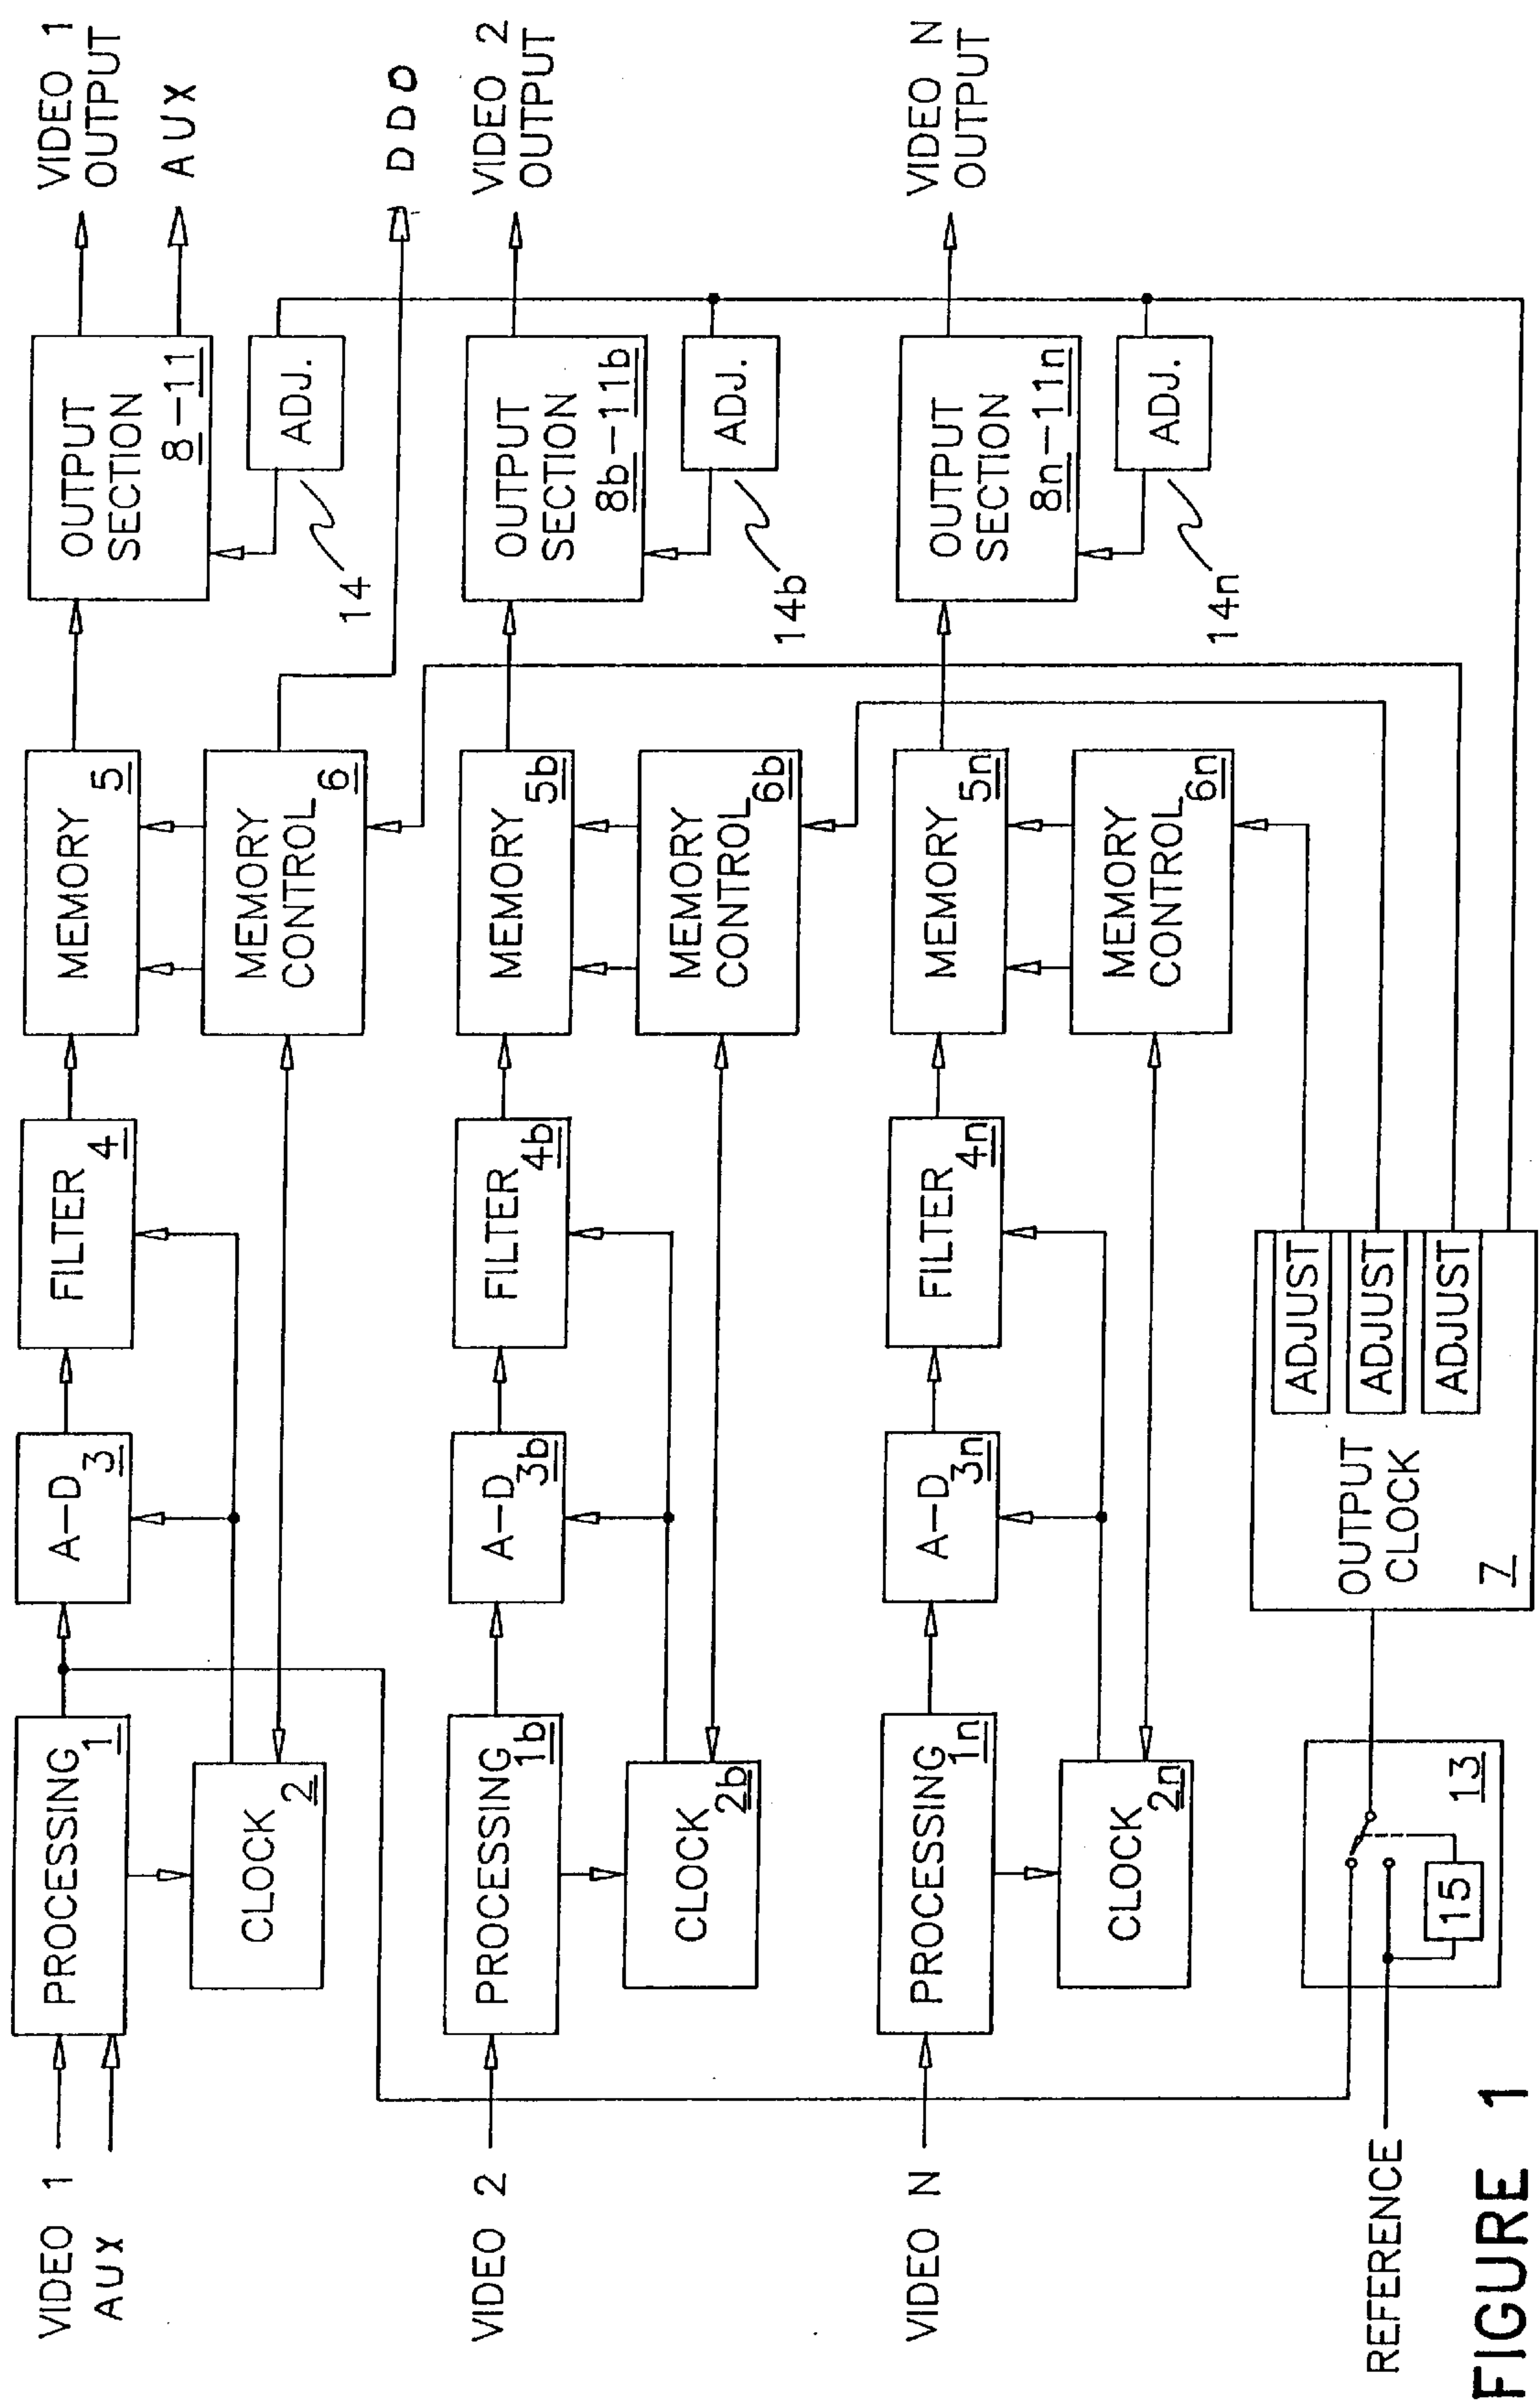 VIDEO 1
AUX
PROCESSING 1
CLOCK 2
A-D 3
FILTER 4
MEMORY 5
MEMORY
CONTROL 6
OUTPUT
SECTION
8-11
ADJ.
14
VIDEO 1
OUTPUT
AUX
DDO
VIDEO 2
PROCESSING 1b
CLOCK 2b
A-D 3b
FILTER 4b
MEMORY 5b
MEMORY
CONTROL 6b
OUTPUT
SECTION
8b-11b
ADJ.
14b
VIDEO 2
OUTPUT
VIDEO N
PROCESSING 1n
CLOCK 2n
A-D 3n
FILTER 4n
MEMORY 5n
MEMORY
CONTROL 6n
OUTPUT
SECTION
8n-11n
ADJ.
14n
VIDEO N
OUTPUT
REFERENCE
15
13
OUTPUT
CLOCK
7
ADJUST
ADJUST
ADJUST
FIGURE 1